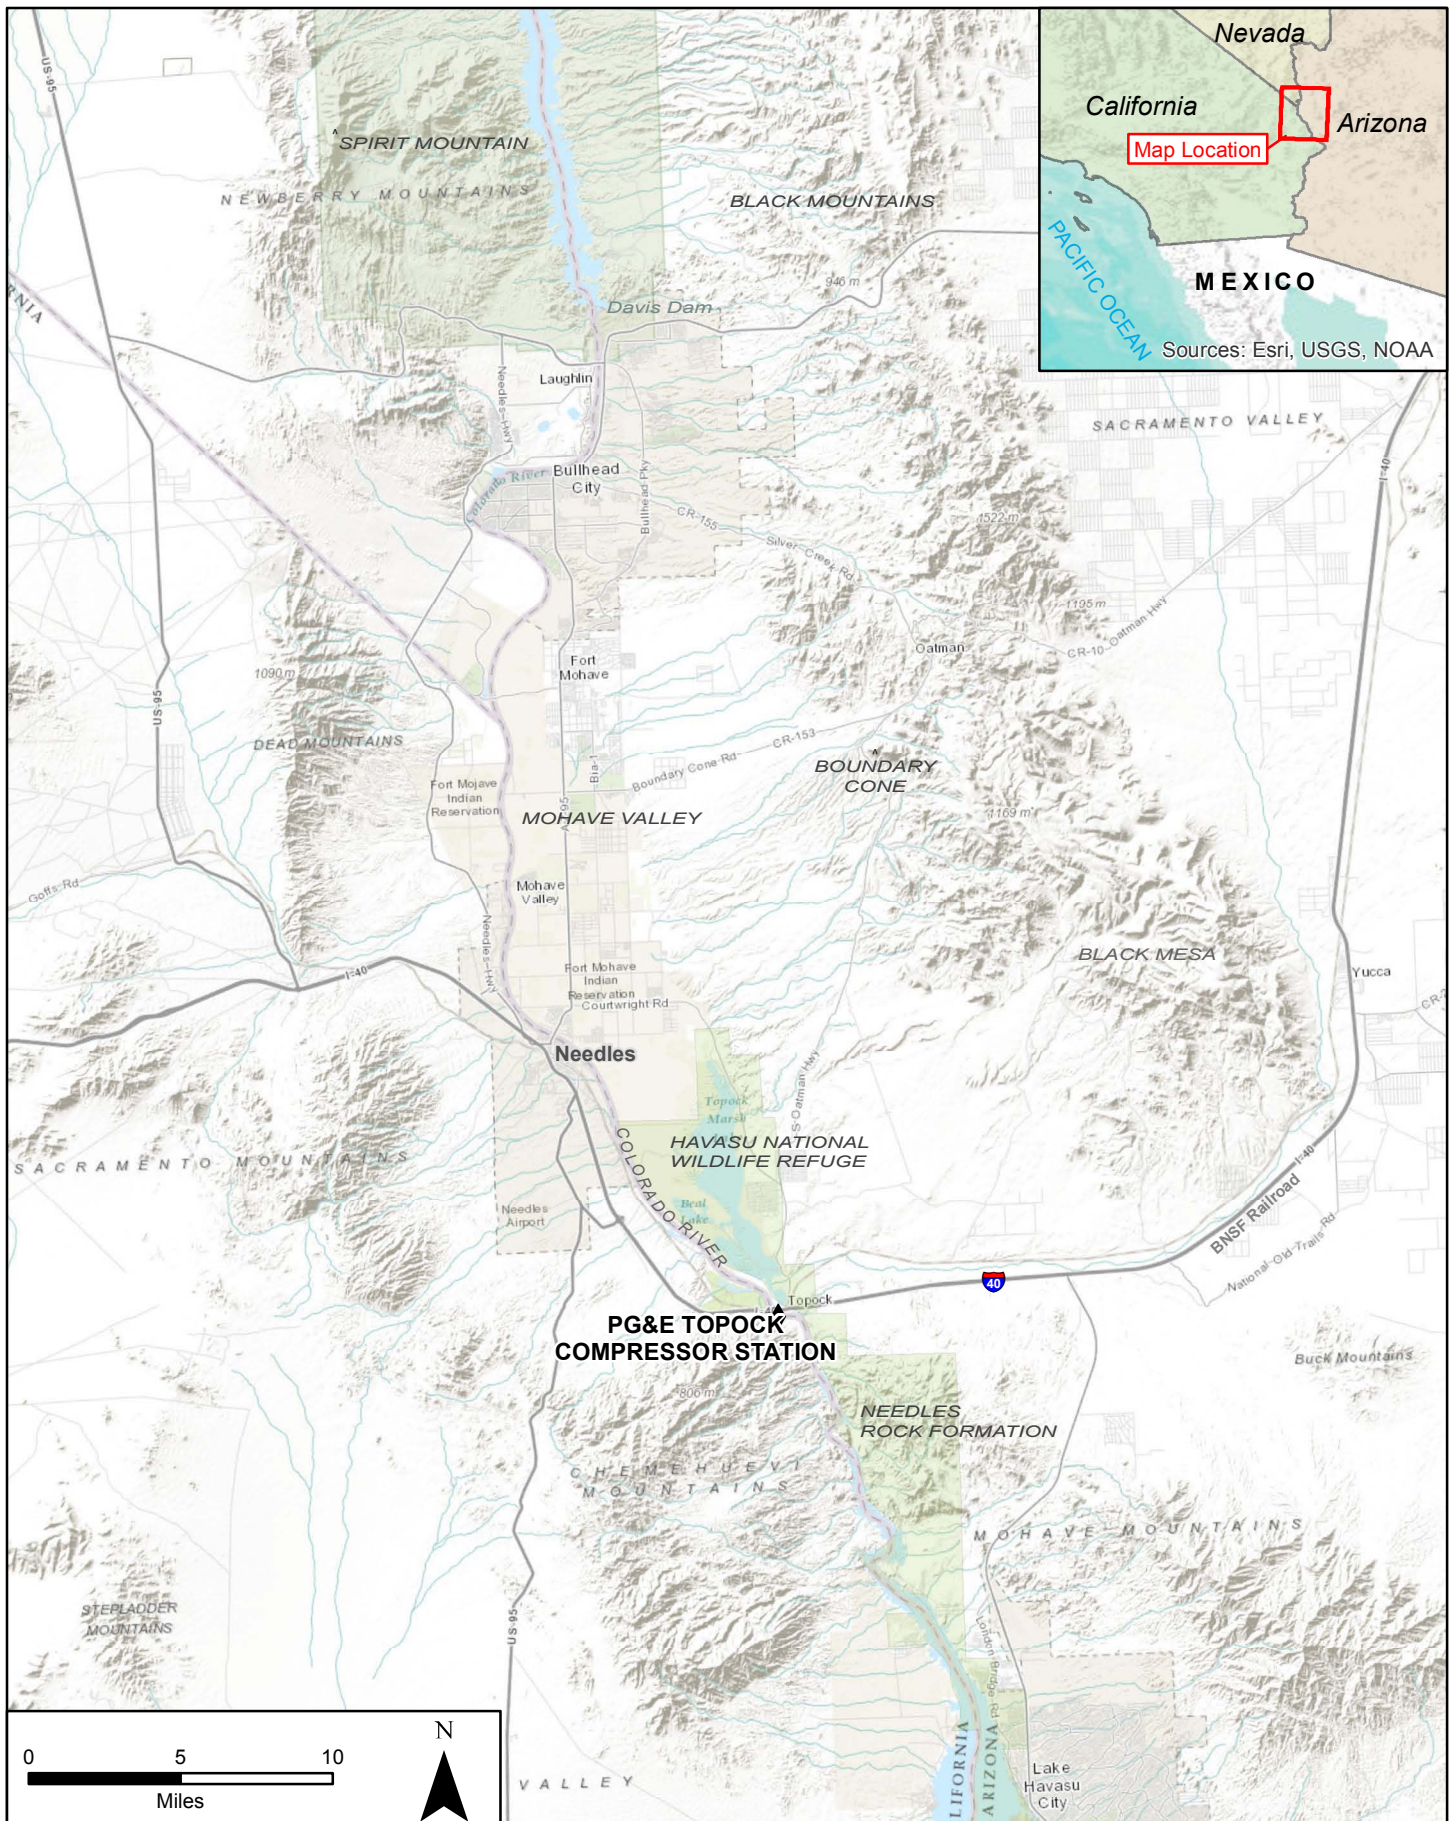 US-95
SPIRIT MOUNTAIN
NEWBERRY MOUNTAINS
BLACK MOUNTAINS
946 m
Davis Dam
RNIA
Nevada
California
Arizona
Map Location
PACIFIC OCEAN
MEXICO
Sources: Esri, USGS, NOAA
Laughlin
Needles-Hwy
SACRAMENTO VALLEY
I-40
Colorado River
Bullhead
City
Bullhead Pky
CR-155
1522 m
Silver Creek Rd
1195 m
Oatman
CR-10
Oatman Hwy
Fort
Mohave
1090 m
US-95
DEAD MOUNTAINS
Boundary Cone Rd
CR-153
Bia-1
BOUNDARY
CONE
Fort Mojave
Indian
Reservation
95
MOHAVE VALLEY
1169 m
Goffs Rd
Mohave
Valley
Needles-Hwy
I-40
Fort Mohave
Indian
Reservation
Courtwright Rd
BLACK MESA
Yucca
Needles
S Oatman Hwy
Topock
Marsh
HAVASU NATIONAL
WILDLIFE REFUGE
SACRAMENTO MOUNTAINS
COLORADO RIVER
Beal
Lake
Needles
Airport
I-40
BNSF Railroad
National Old Trails Rd
40
Topock
PG&E TOPOCK
COMPRESSOR STATION
Buck Mountains
806 m
NEEDLES
ROCK FORMATION
CHEMEHUEVI
MOUNTAINS
MOHAVE MOUNTAINS
STEPLADDER
MOUNTAINS
US-95
London Bridge Rd
LIFORNIA
ARIZONA
Lake
Havasu
City
VALLEY
0 5 10
Miles
N